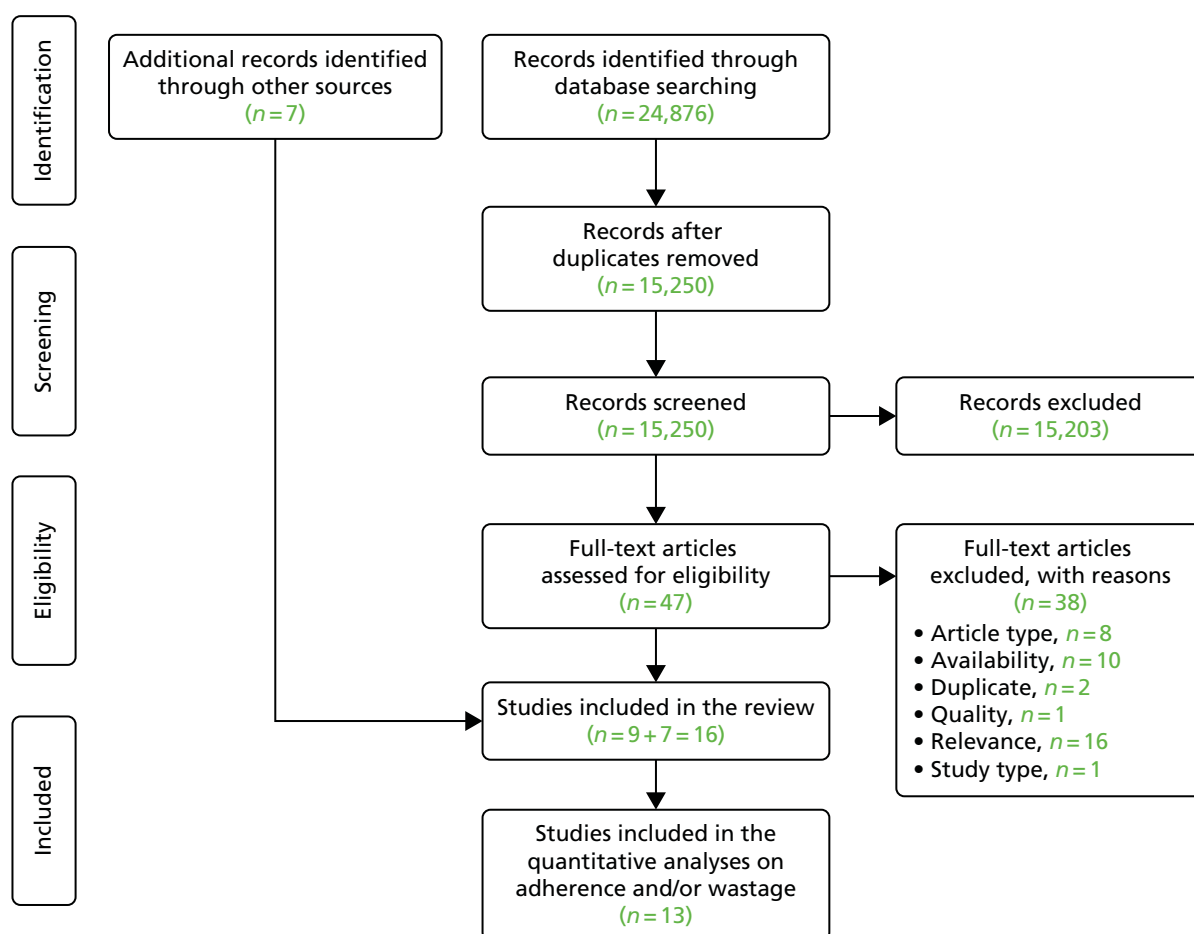 Identification
Additional records identified
through other sources
(n=7)
Records identified through
database searching
(n=24,876)
Records after
duplicates removed
(n=15,250)
Screening
Records screened
(n=15,250)
Records excluded
(n=15,203)
Eligibility
Full-text articles
assessed for eligibility
(n=47)
Full-text articles
excluded, with reasons
(n=38)
• Article type, n=8
• Availability, n=10
• Duplicate, n=2
• Quality, n=1
• Relevance, n=16
• Study type, n=1
Included
Studies included in the review
(n=9+7=16)
Studies included in the
quantitative analyses on
adherence and/or wastage
(n=13)